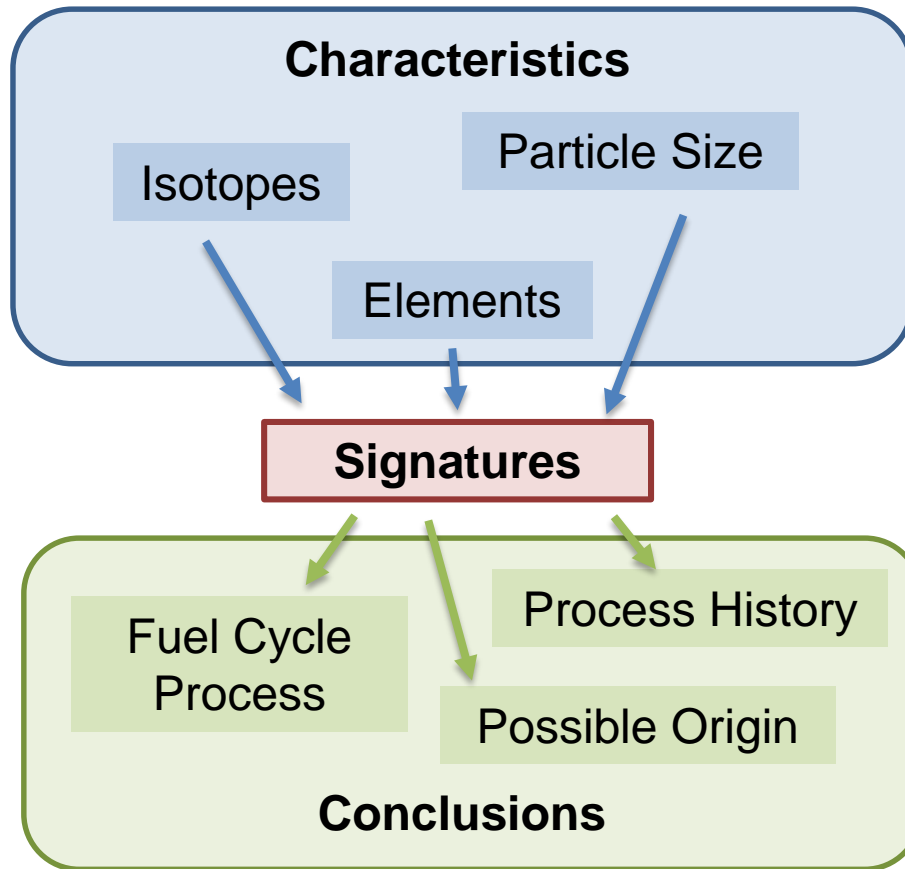 Characteristics
Particle Size
Isotopes
Elements
Signatures
Process History
Fuel Cycle
Process
Possible Origin
Conclusions